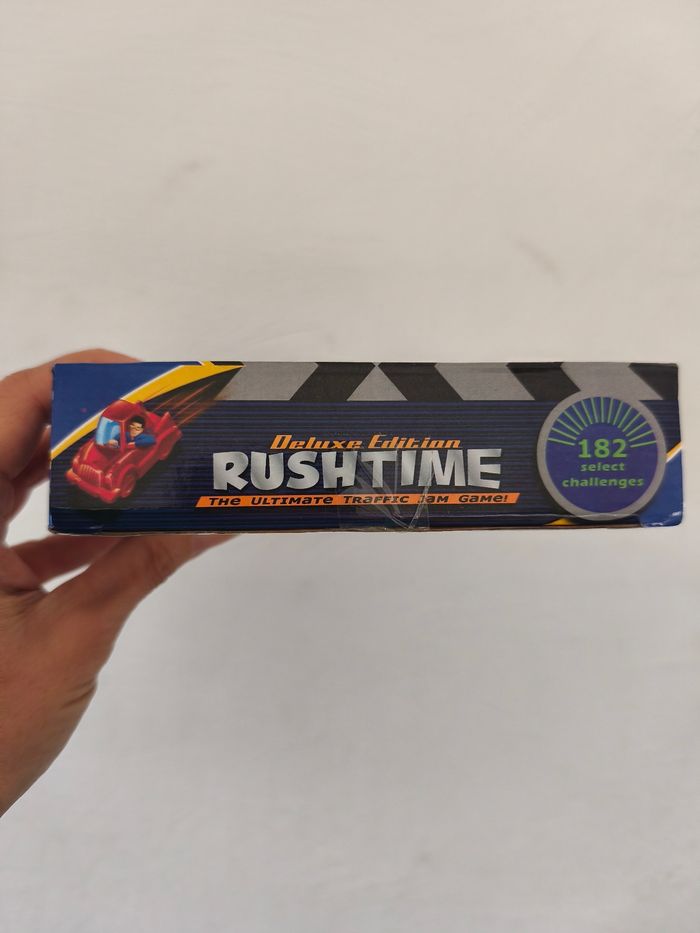 Deluxe Edition
RUSHTIME
THE ULTIMATE TRAFFIC JAM GAME!
182
select
challenges